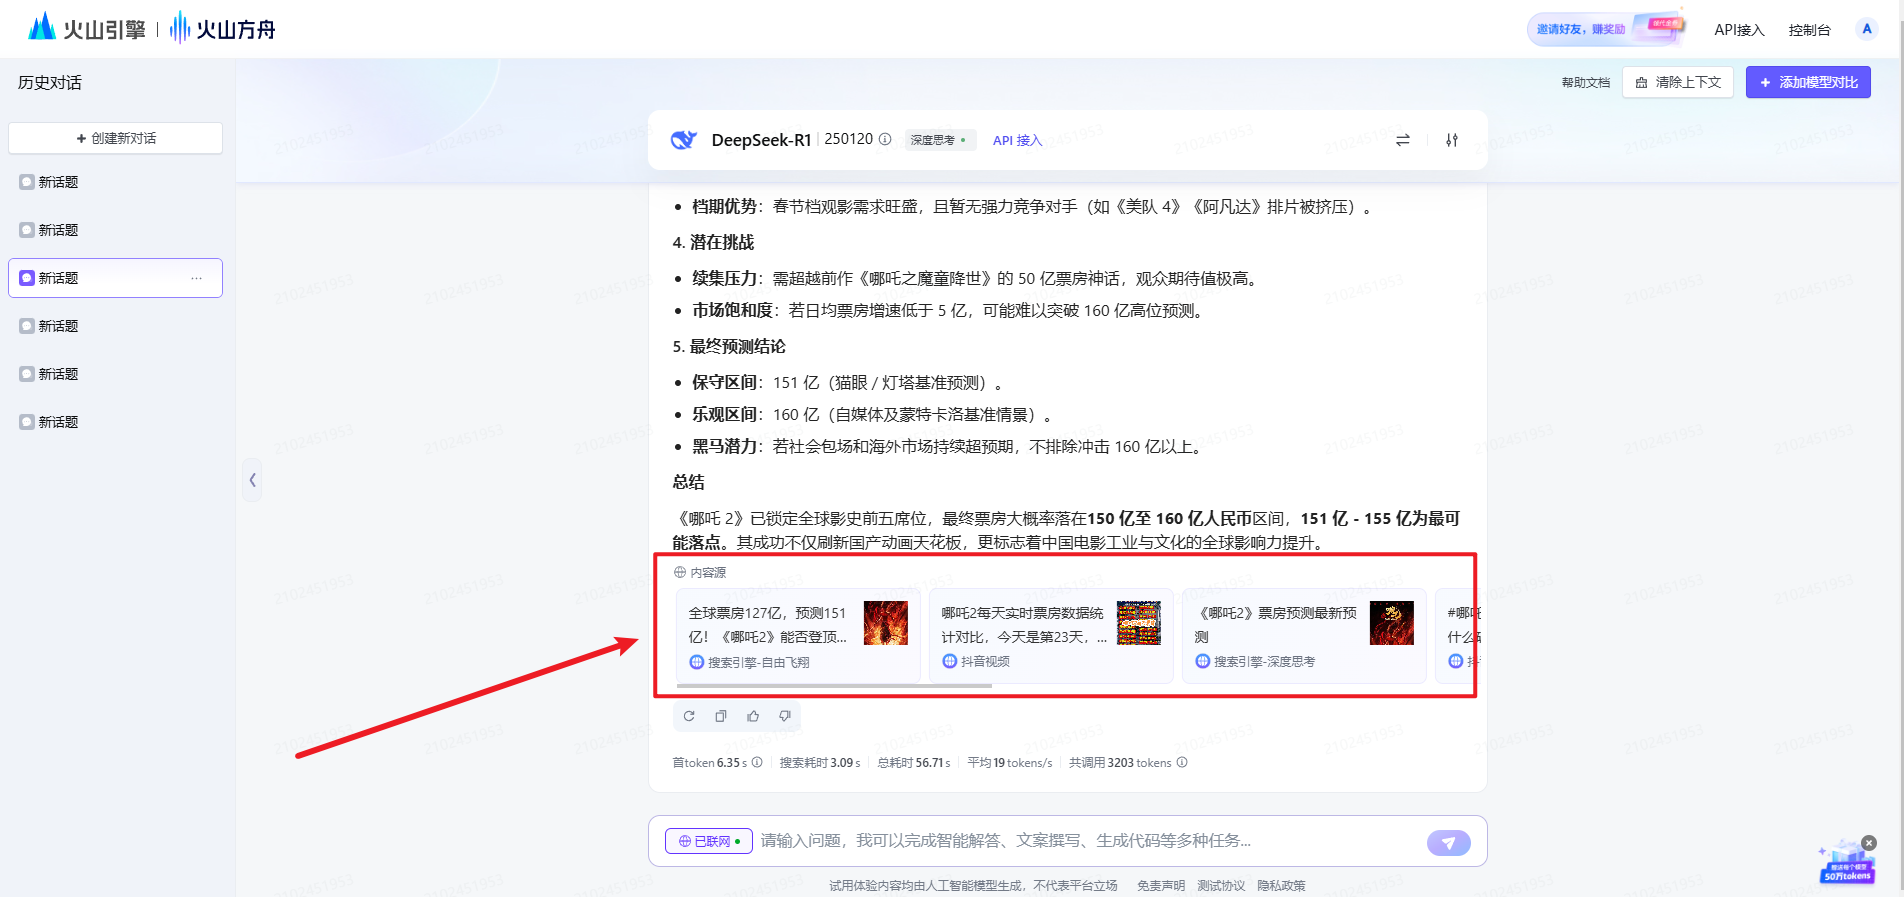 火山引擎 | 火山方舟
邀请好友，赚奖励
API接入
控制台
A
历史对话
帮助文档
清除上下文
+ 添加模型对比
+ 创建新对话
新话题
新话题
新话题 ···
新话题
新话题
新话题
DeepSeek-R1 | 250120
深度思考
API 接入
• 档期优势：春节档观影需求旺盛，且暂无强力竞争对手（如《美队 4》《阿凡达》排片被挤压）。
4. 潜在挑战
• 续集压力：需超越前作《哪吒之魔童降世》的 50 亿票房神话，观众期待值极高。
• 市场饱和度：若日均票房增速低于 5 亿，可能难以突破 160 亿高位预测。
5. 最终预测结论
• 保守区间：151 亿（猫眼 / 灯塔基准预测）。
• 乐观区间：160 亿（自媒体及蒙特卡洛基准情景）。
• 黑马潜力：若社会包场和海外市场持续超预期，不排除冲击 160 亿以上。
总结
《哪吒 2》已锁定全球影史前五席位，最终票房大概率落在150 亿至 160 亿人民币区间，151 亿 - 155 亿为最可
能落点。其成功不仅刷新国产动画天花板，更标志着中国电影工业与文化的全球影响力提升。
内容源
全球票房127亿，预测151
亿！《哪吒2》能否登顶...
搜索引擎-自由飞翔
哪吒2每天实时票房数据统
计对比，今天是第23天，...
抖音视频
《哪吒2》票房预测最新预
测
搜索引擎-深度思考
#哪吒
什么
抖
首token 6.35 s | 搜索耗时 3.09 s | 总耗时 56.71 s | 平均 19 tokens/s | 共调用 3203 tokens
已联网
请输入问题，我可以完成智能解答、文案撰写、生成代码等多种任务...
试用体验内容均由人工智能模型生成，不代表平台立场 免责声明 测试协议 隐私政策
50万tokens
2102451953